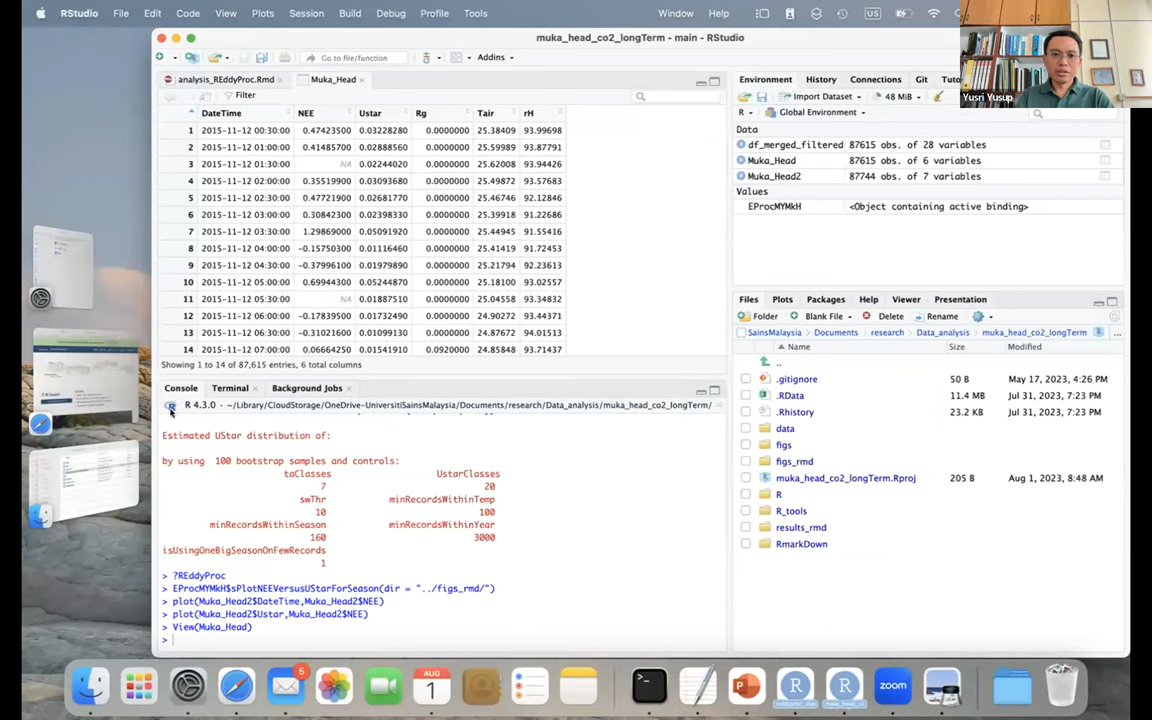 RStudio File Edit Code View Plots Session Build Debug Profile Tools Window Help US
muka_head_co2_longTerm - main - RStudio
Yusri Yusup
Go to file/function Addins
analysis_REddyProc.Rmd Muka_Head
Filter
DateTime NEE Ustar Rg Tair rH
1 2015-11-12 00:30:00 0.47423500 0.03228280 0.0000000 25.38409 93.99698
2 2015-11-12 01:00:00 0.41485700 0.02888560 0.0000000 25.59989 93.87791
3 2015-11-12 01:30:00 NA 0.02244020 0.0000000 25.62008 93.94426
4 2015-11-12 02:00:00 0.35519900 0.03093680 0.0000000 25.49872 93.57683
5 2015-11-12 02:30:00 0.47721900 0.02681770 0.0000000 25.46746 92.12846
6 2015-11-12 03:00:00 0.30842300 0.02398330 0.0000000 25.39918 91.22686
7 2015-11-12 03:30:00 1.29869000 0.05091920 0.0000000 25.44945 91.55416
8 2015-11-12 04:00:00 -0.15750300 0.01116460 0.0000000 25.41419 91.72453
9 2015-11-12 04:30:00 -0.37996100 0.01979890 0.0000000 25.21794 92.23613
10 2015-11-12 05:00:00 0.69944300 0.05244870 0.0000000 25.18100 93.02557
11 2015-11-12 05:30:00 NA 0.01887510 0.0000000 25.04558 93.34832
12 2015-11-12 06:00:00 -0.17839500 0.01732490 0.0000000 24.90272 93.44371
13 2015-11-12 06:30:00 -0.31021600 0.01099130 0.0000000 24.87672 94.01513
14 2015-11-12 07:00:00 0.06664250 0.01541910 0.0920000 24.85848 93.71437
Showing 1 to 14 of 87,615 entries, 6 total columns
Console Terminal Background Jobs
R 4.3.0 · ~/Library/CloudStorage/OneDrive-UniversitiSainsMalaysia/Documents/research/Data_analysis/muka_head_co2_longTerm/
Estimated UStar distribution of:
by using 100 bootstrap samples and controls:
taClasses UstarClasses
7 20
swThr minRecordsWithinTemp
10 100
minRecordsWithinSeason minRecordsWithinYear
160 3000
isUsingOneBigSeasonOnFewRecords
1
> ?REddyProc
> EProcMYMkH$sPlotNEEVersusUStarForSeason(dir = "../figs_rmd/")
> plot(Muka_Head2$DateTime,Muka_Head2$NEE)
> plot(Muka_Head2$Ustar,Muka_Head2$NEE)
> View(Muka_Head)
>
Environment History Connections Git Tuto
Import Dataset 48 MiB
R Global Environment
Data
df_merged_filtered 87615 obs. of 28 variables
Muka_Head 87615 obs. of 6 variables
Muka_Head2 87744 obs. of 7 variables
Values
EProcMYMkH <Object containing active binding>
Files Plots Packages Help Viewer Presentation
Folder Blank File Delete Rename
SainsMalaysia Documents research Data_analysis muka_head_co2_longTerm ...
Name Size Modified
..
.gitignore 50 B May 17, 2023, 4:26 PM
.RData 11.4 MB Jul 31, 2023, 7:23 PM
.Rhistory 23.2 KB Jul 31, 2023, 7:23 PM
data
figs
figs_rmd
muka_head_co2_longTerm.Rproj 205 B Aug 1, 2023, 8:48 AM
R
R_tools
results_rmd
RmarkDown
5
AUG
1
zoom